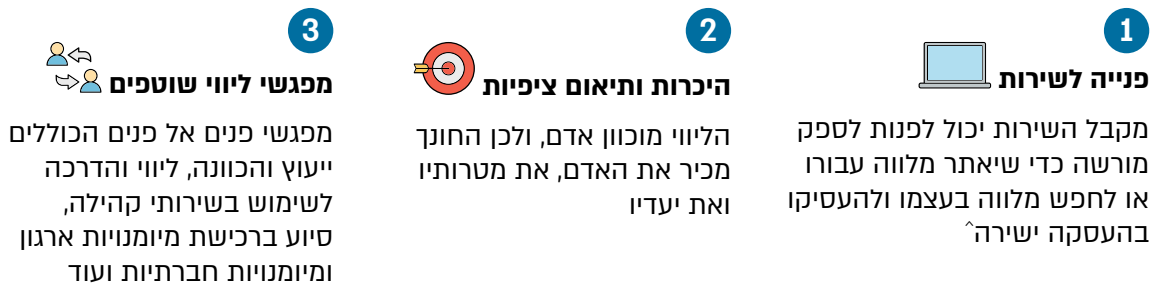 1
פנייה לשירות
מקבל השירות יכול לפנות לספק
מורשה כדי שיאתר מלווה עבורו
או לחפש מלווה בעצמו ולהעסיקו
בהעסקה ישירה^
2
היכרות ותיאום ציפיות
הליווי מוכוון אדם, ולכן החונך
מכיר את האדם, את מטרותיו
ואת יעדיו
3
מפגשי ליווי שוטפים
מפגשי פנים אל פנים הכוללים
ייעוץ והכוונה, ליווי והדרכה
לשימוש בשירותי קהילה,
סיוע ברכישת מיומנויות ארגון
ומיומנויות חברתיות ועוד